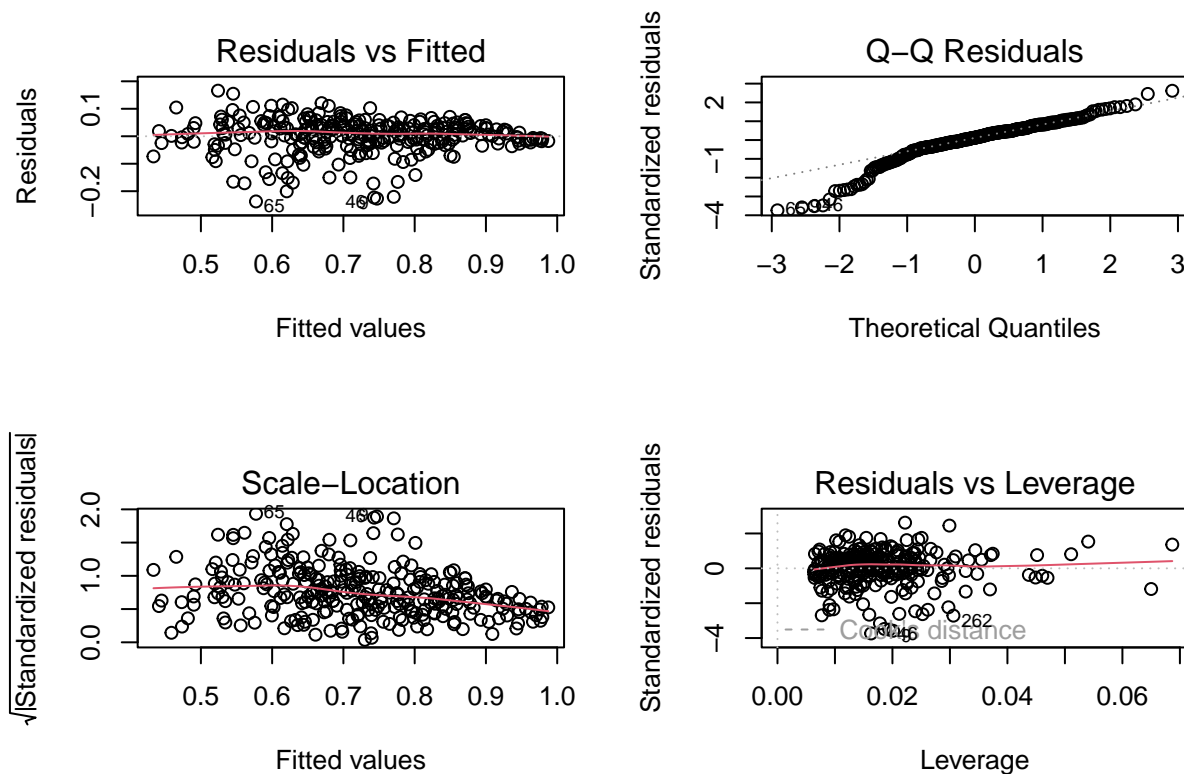 Residuals vs Fitted
Residuals
0.1
−0.2
65
46
0.5 0.6 0.7 0.8 0.9 1.0
Fitted values
Q−Q Residuals
Standardized residuals
2
−1
−4
46
−3 −2 −1 0 1 2 3
Theoretical Quantiles
Scale−Location
√|Standardized residuals|
2.0
1.0
0.0
65
46
0.5 0.6 0.7 0.8 0.9 1.0
Fitted values
Residuals vs Leverage
Standardized residuals
0
−4
262
46
Cook's distance
0.00 0.02 0.04 0.06
Leverage